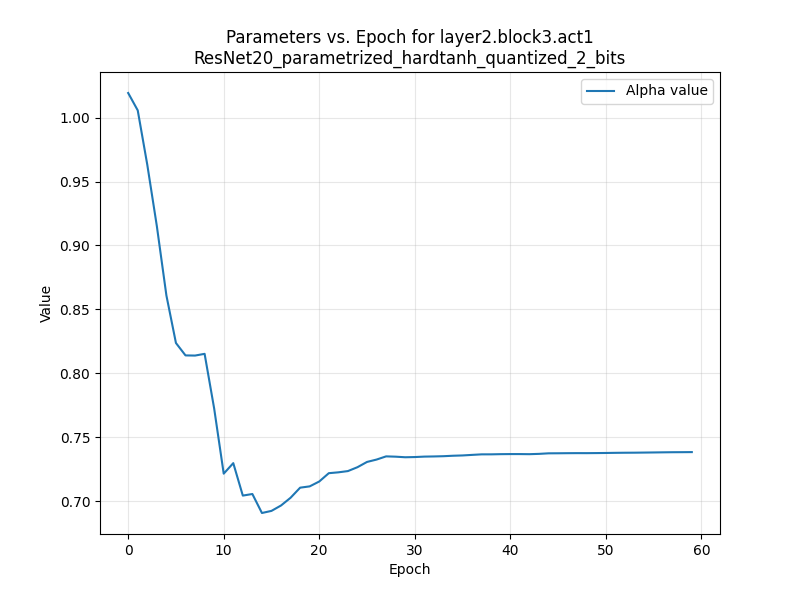 Parameters vs. Epoch for layer2.block3.act1
ResNet20_parametrized_hardtanh_quantized_2_bits
Alpha value
1.00
0.95
0.90
0.85
0.80
0.75
0.70
Value
0 10 20 30 40 50 60
Epoch